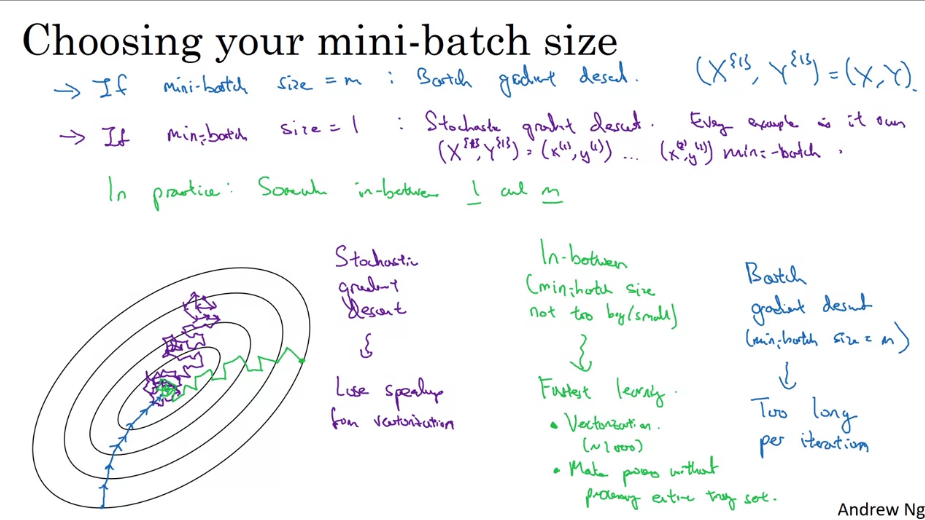 Choosing your mini-batch size
→ If mini-batch size = m : Batch gradient descent. (X^{1}, Y^{1}) = (X, Y).
→ If mini-batch size = 1 : Stochastic gradient descent. Every example is it own
(X^{1}, Y^{1}) = (x^(1), y^(1)) ... (x^(2), y^(2)) mini-batch.
In practice: Somewhere in-between 1 and m
Stochastic
gradient
descent
Lose speedup
from vectorization
In-between
(mini-batch size
not too big/small)
Fastest learning.
• Vectorization.
(~1000)
• Make progress without
processing entire training set.
Batch
gradient descent
(mini-batch size = m)
Too long
per iteration
Andrew Ng